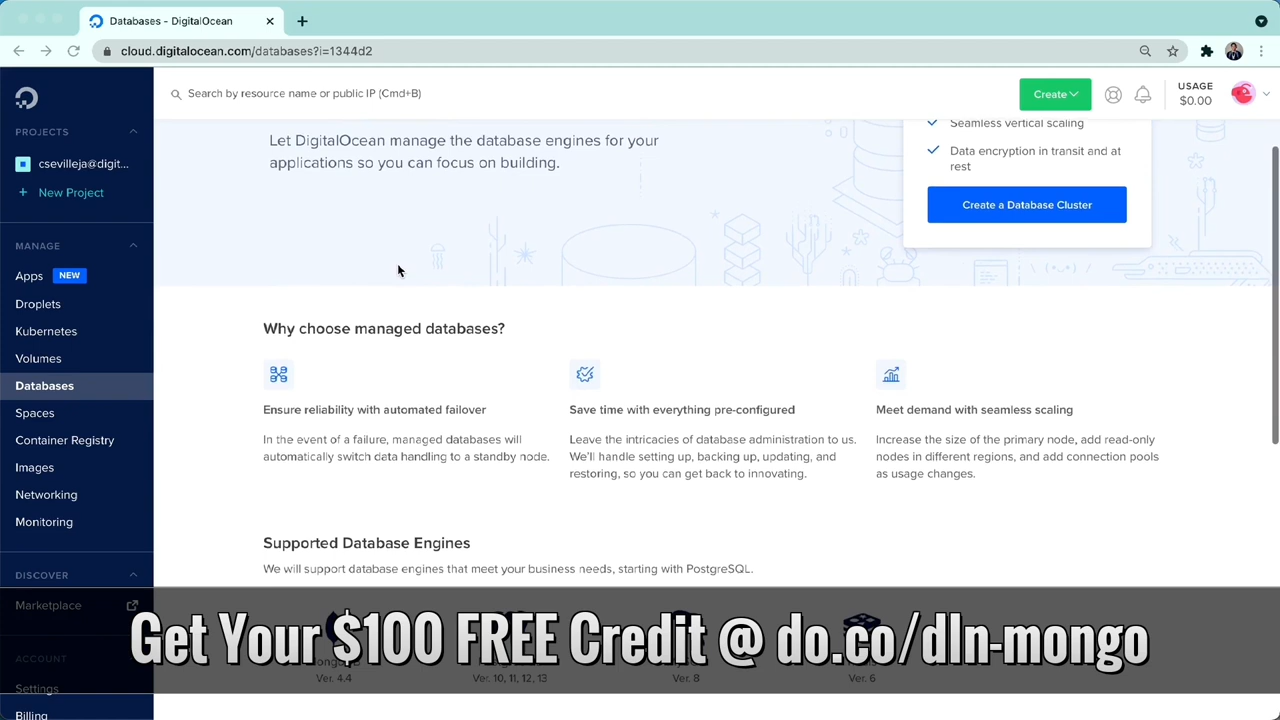 Databases - DigitalOcean
cloud.digitalocean.com/databases?i=1344d2
Search by resource name or public IP (Cmd+B)
Create
USAGE
$0.00
PROJECTS
csevilleja@digit...
+ New Project
MANAGE
Apps NEW
Droplets
Kubernetes
Volumes
Databases
Spaces
Container Registry
Images
Networking
Monitoring
DISCOVER
Marketplace
ACCOUNT
Settings
Billing
Let DigitalOcean manage the database engines for your
applications so you can focus on building.
Seamless vertical scaling
Data encryption in transit and at
rest
Create a Database Cluster
Why choose managed databases?
Ensure reliability with automated failover
In the event of a failure, managed databases will
automatically switch data handling to a standby node.
Save time with everything pre-configured
Leave the intricacies of database administration to us.
We'll handle setting up, backing up, updating, and
restoring, so you can get back to innovating.
Meet demand with seamless scaling
Increase the size of the primary node, add read-only
nodes in different regions, and add connection pools
as usage changes.
Supported Database Engines
We will support database engines that meet your business needs, starting with PostgreSQL.
Get Your $100 FREE Credit @ do.co/dln-mongo
Ver. 4.4
Ver. 10, 11, 12, 13
Ver. 8
Ver. 6